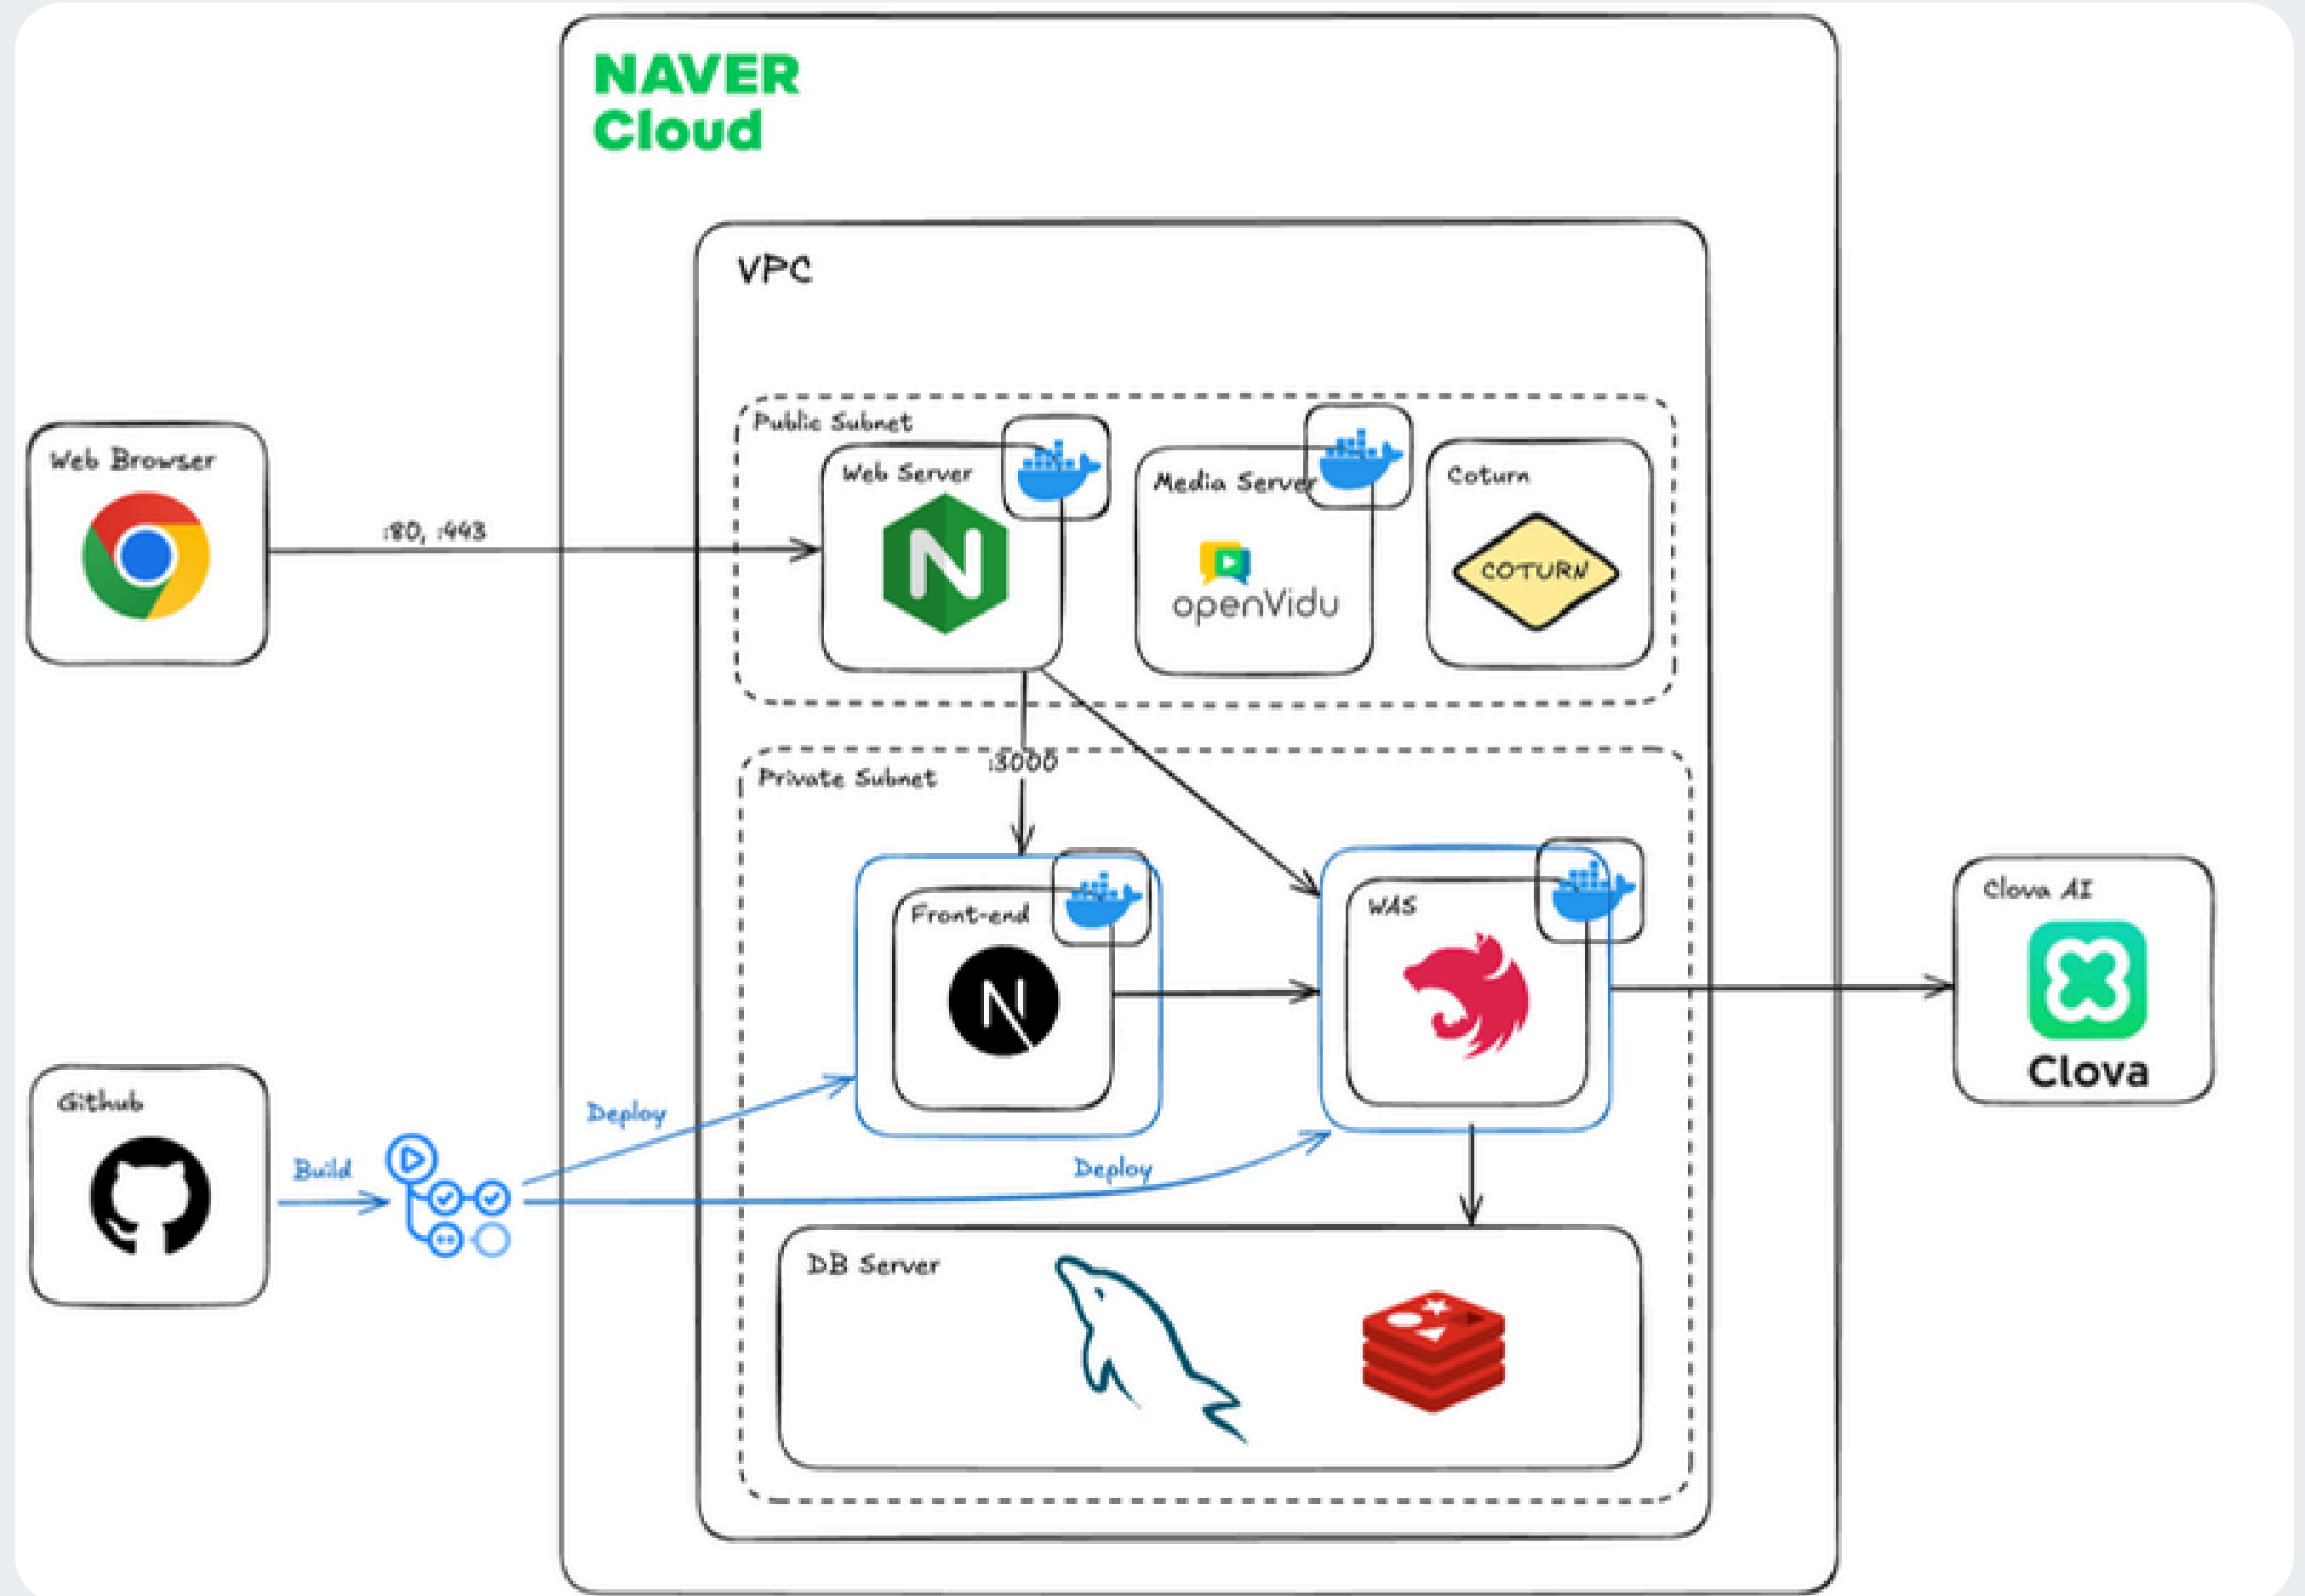 NAVER
Cloud
VPC
Public Subnet
Web Browser
:80, :443
Web Server
Media Server
openVidu
Coturn
COTURN
:3000
Private Subnet
Front-end
WAS
Clova AI
Clova
Github
Build
Deploy
Deploy
DB Server